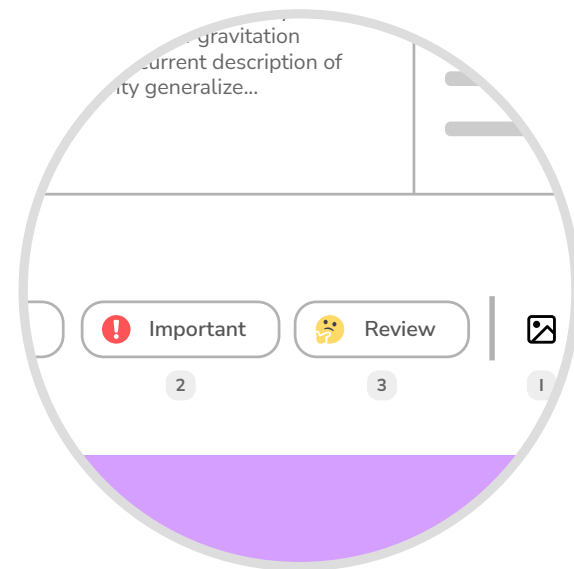 gravitation
current description of
ity generalize...
Important
Review
2
3
I